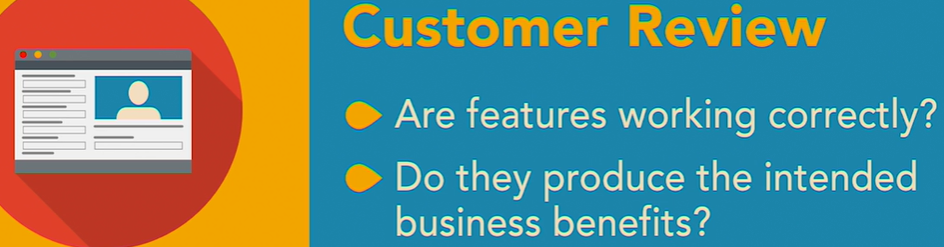 Customer Review
Are features working correctly?
Do they produce the intended
business benefits?